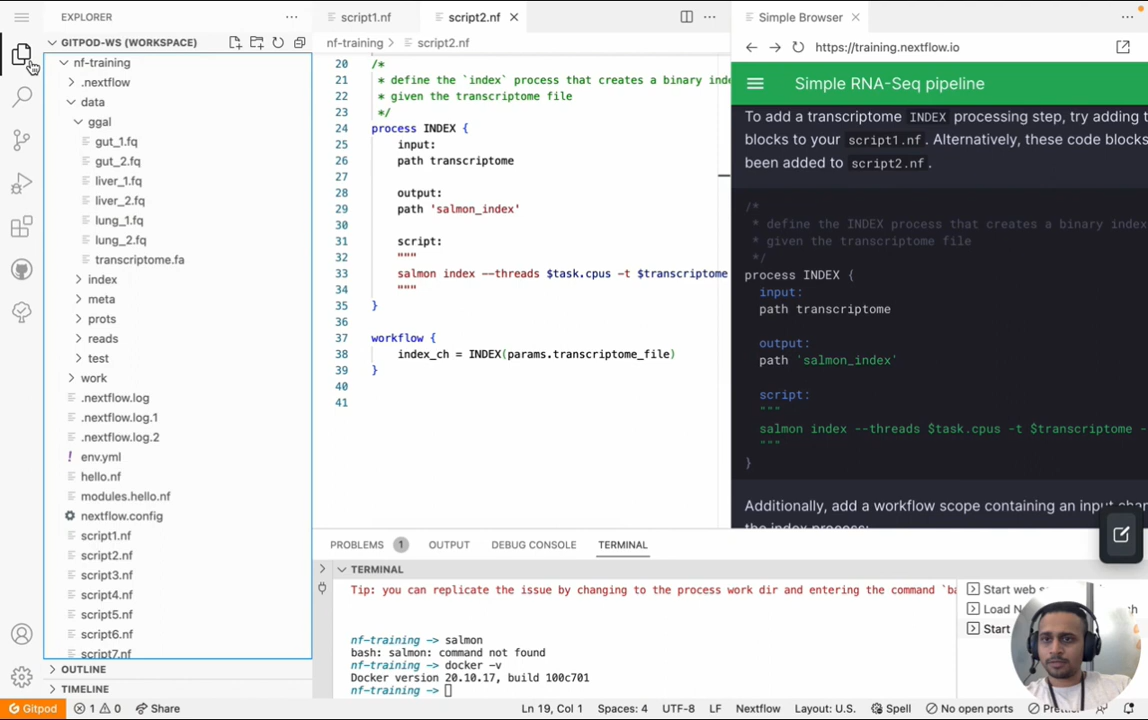 EXPLORER
GITPOD-WS (WORKSPACE)
nf-training
.nextflow
data
ggal
gut_1.fq
gut_2.fq
liver_1.fq
liver_2.fq
lung_1.fq
lung_2.fq
transcriptome.fa
index
meta
prots
reads
test
work
.nextflow.log
.nextflow.log.1
.nextflow.log.2
env.yml
hello.nf
modules.hello.nf
nextflow.config
script1.nf
script2.nf
script3.nf
script4.nf
script5.nf
script6.nf
script7.nf
OUTLINE
TIMELINE
script1.nf
script2.nf
nf-training > script2.nf
20 /*
21 * define the `index` process that creates a binary inde
22 * given the transcriptome file
23 */
24 process INDEX {
25 input:
26 path transcriptome
27
28 output:
29 path 'salmon_index'
30
31 script:
32 """
33 salmon index --threads $task.cpus -t $transcriptome
34 """
35 }
36
37 workflow {
38 index_ch = INDEX(params.transcriptome_file)
39 }
40
41
Simple Browser
https://training.nextflow.io
Simple RNA-Seq pipeline
To add a transcriptome INDEX processing step, try adding t
blocks to your script1.nf. Alternatively, these code blocks
been added to script2.nf.
/*
* define the INDEX process that creates a binary index
* given the transcriptome file
*/
process INDEX {
input:
path transcriptome
output:
path 'salmon_index'
script:
"""
salmon index --threads $task.cpus -t $transcriptome -
"""
}
Additionally, add a workflow scope containing an input chan
the index process:
PROBLEMS 1 OUTPUT DEBUG CONSOLE TERMINAL
TERMINAL
Tip: you can replicate the issue by changing to the process work dir and entering the command `ba
nf-training -> salmon
bash: salmon: command not found
nf-training -> docker -v
Docker version 20.10.17, build 100c701
nf-training ->
Start web s
Load N
Start
Gitpod 1 0 Share Ln 19, Col 1 Spaces: 4 UTF-8 LF Nextflow Layout: U.S. Spell No open ports